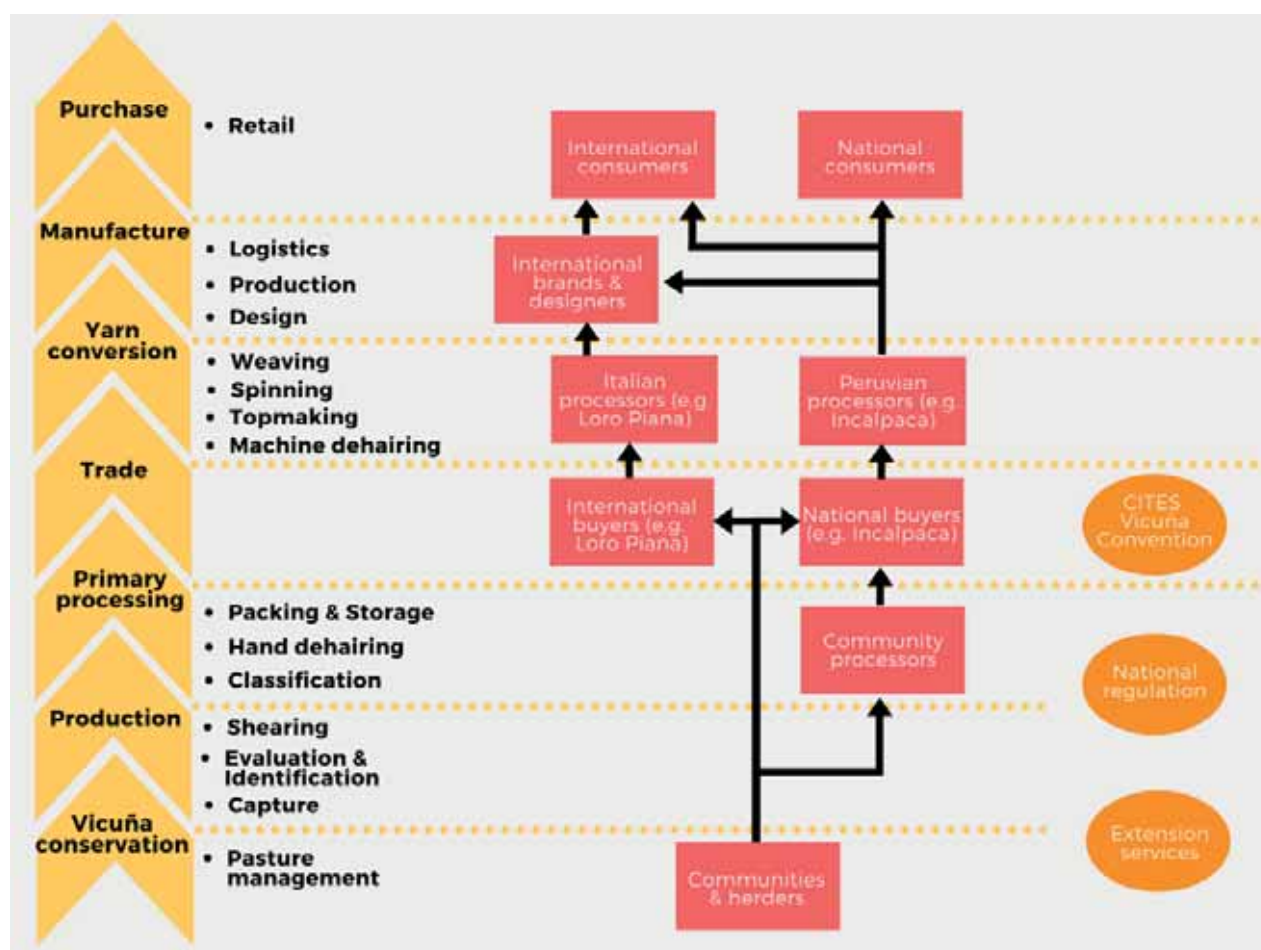 Purchase
• Retail
International
consumers
National
consumers
Manufacture
• Logistics
• Production
• Design
International
brands &
designers
Yarn
conversion
• Weaving
• Spinning
• Topmaking
• Machine dehairing
Italian
processors (e.g
Loro Piana)
Peruvian
processors (e.g.
Incalpaca)
Trade
International
buyers (e.g.
Loro Piana)
National buyers
(e.g. Incalpaca)
CITES
Vicuña
Convention
Primary
processing
• Packing & Storage
• Hand dehairing
• Classification
Community
processors
National
regulation
Production
• Shearing
• Evaluation &
Identification
• Capture
Extension
services
Vicuña
conservation
• Pasture
management
Communities
& herders